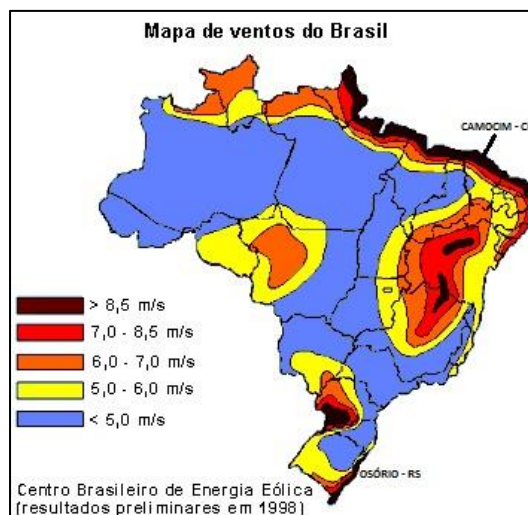 Mapa de ventos do Brasil
CAMOCIM - C
> 8,5 m/s
7,0 - 8,5 m/s
6,0 - 7,0 m/s
5,0 - 6,0 m/s
< 5,0 m/s
OSÓRIO - RS
Centro Brasileiro de Energia Eólica
(resultados preliminares em 1998)